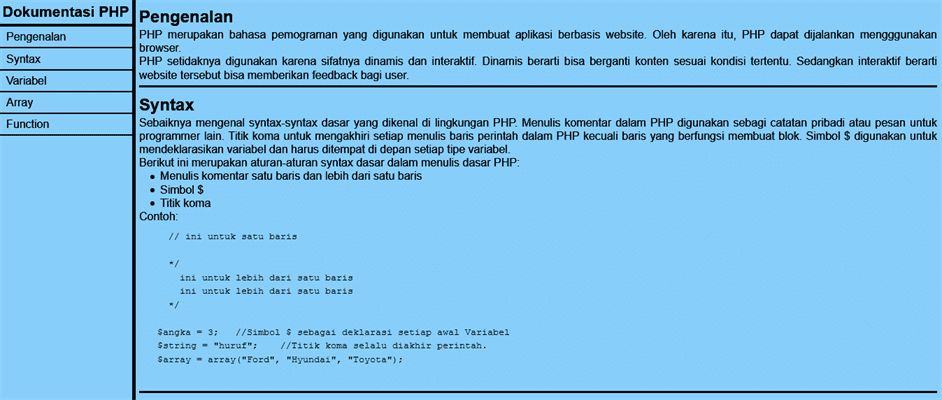 Dokumentasi PHP
Pengenalan
Syntax
Variabel
Array
Function
Pengenalan
PHP merupakan bahasa pemograman yang digunakan untuk membuat aplikasi berbasis website. Oleh karena itu, PHP dapat dijalankan mengggunakan
browser.
PHP setidaknya digunakan karena sifatnya dinamis dan interaktif. Dinamis berarti bisa berganti konten sesuai kondisi tertentu. Sedangkan interaktif berarti
website tersebut bisa memberikan feedback bagi user.
Syntax
Sebaiknya mengenal syntax-syntax dasar yang dikenal di lingkungan PHP. Menulis komentar dalam PHP digunakan sebagi catatan pribadi atau pesan untuk
programmer lain. Titik koma untuk mengakhiri setiap menulis baris perintah dalam PHP kecuali baris yang berfungsi membuat blok. Simbol $ digunakan untuk
mendeklarasikan variabel dan harus ditempat di depan setiap tipe variabel.
Berikut ini merupakan aturan-aturan syntax dasar dalam menulis dasar PHP:
• Menulis komentar satu baris dan lebih dari satu baris
• Simbol $
• Titik koma
Contoh:
// ini untuk satu baris
*/
ini untuk lebih dari satu baris
ini untuk lebih dari satu baris
*/
$angka = 3; //Simbol $ sebagai deklarasi setiap awal Variabel
$string = "huruf"; //Titik koma selalu diakhir perintah.
$array = array("Ford", "Hyundai", "Toyota");